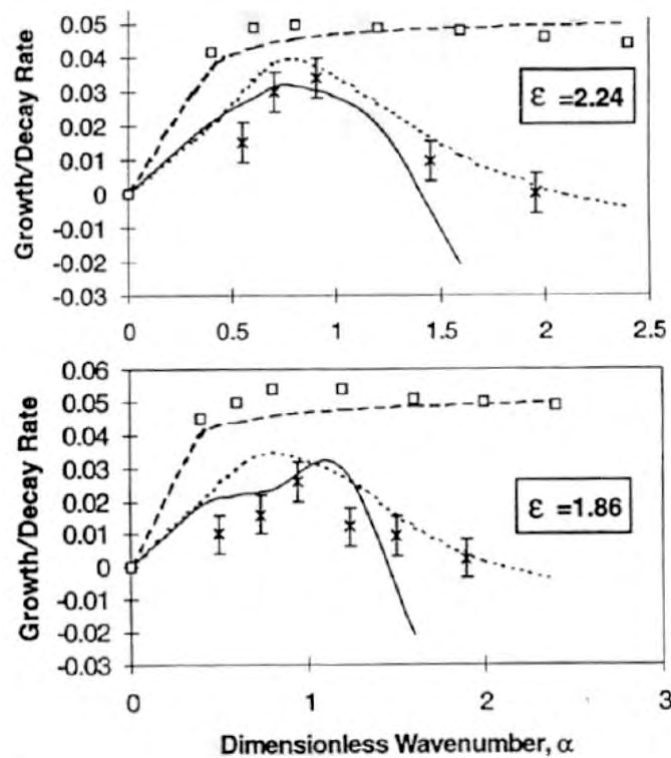 0.05
0.04
0.03
0.02
0.01
0
-0.01
-0.02
-0.03
Growth/Decay Rate
ε =2.24
0 0.5 1 1.5 2 2.5
0.06
0.05
0.04
0.03
0.02
0.01
0
-0.01
-0.02
-0.03
Growth/Decay Rate
ε =1.86
0 1 2 3
Dimensionless Wavenumber, α